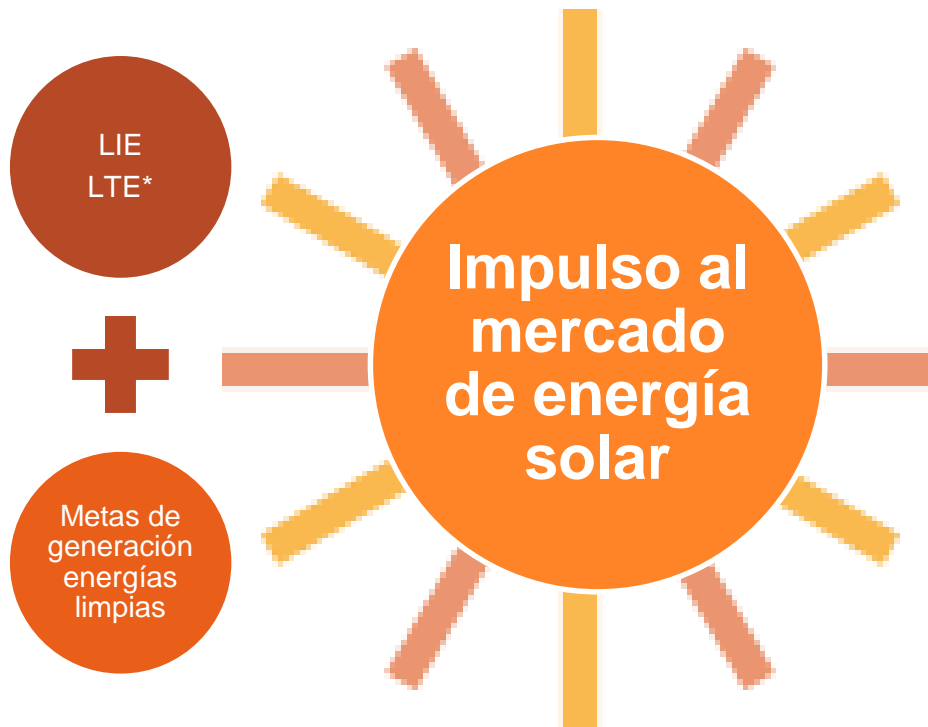 LIE
LTE*
Metas de
generación
energías
limpias
Impulso al
mercado
de energía
solar